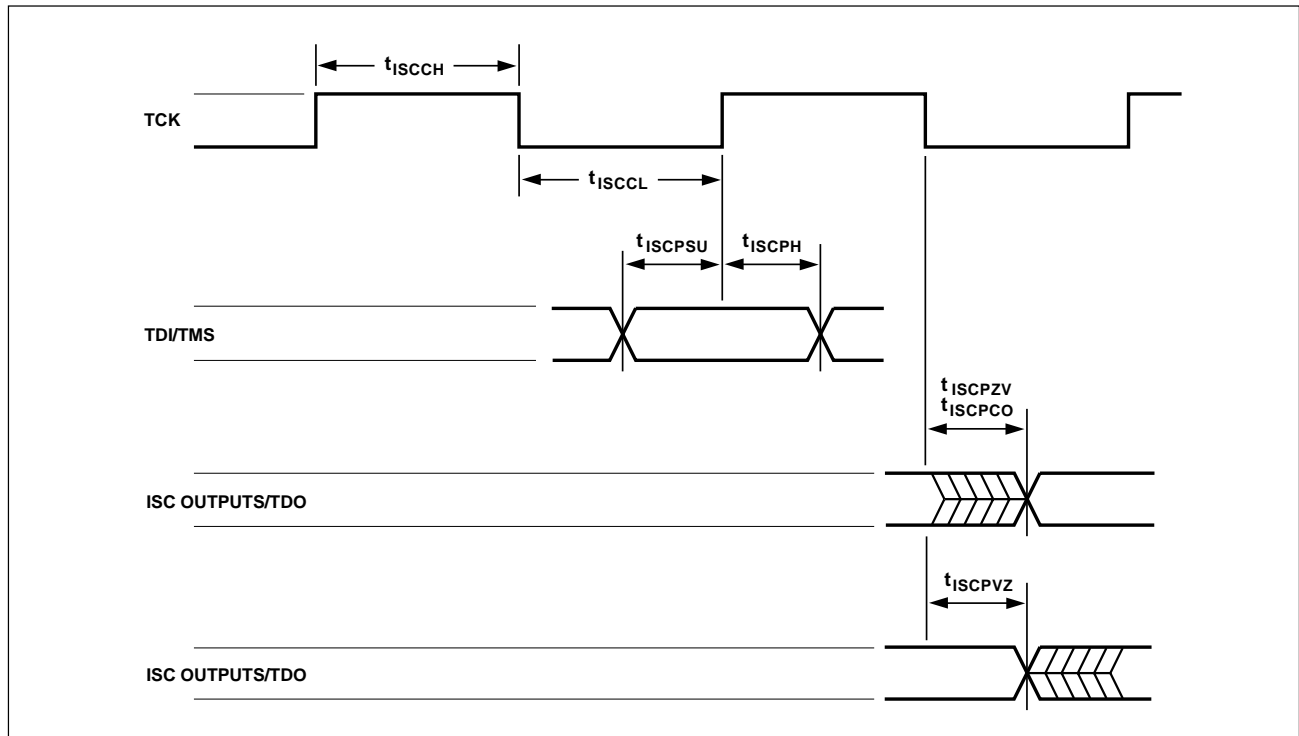 tISCCH
TCK
tISCCL
tISCPSU
tISCPH
TDI/TMS
tISCPZV
tISCPCO
ISC OUTPUTS/TDO
tISCPVZ
ISC OUTPUTS/TDO